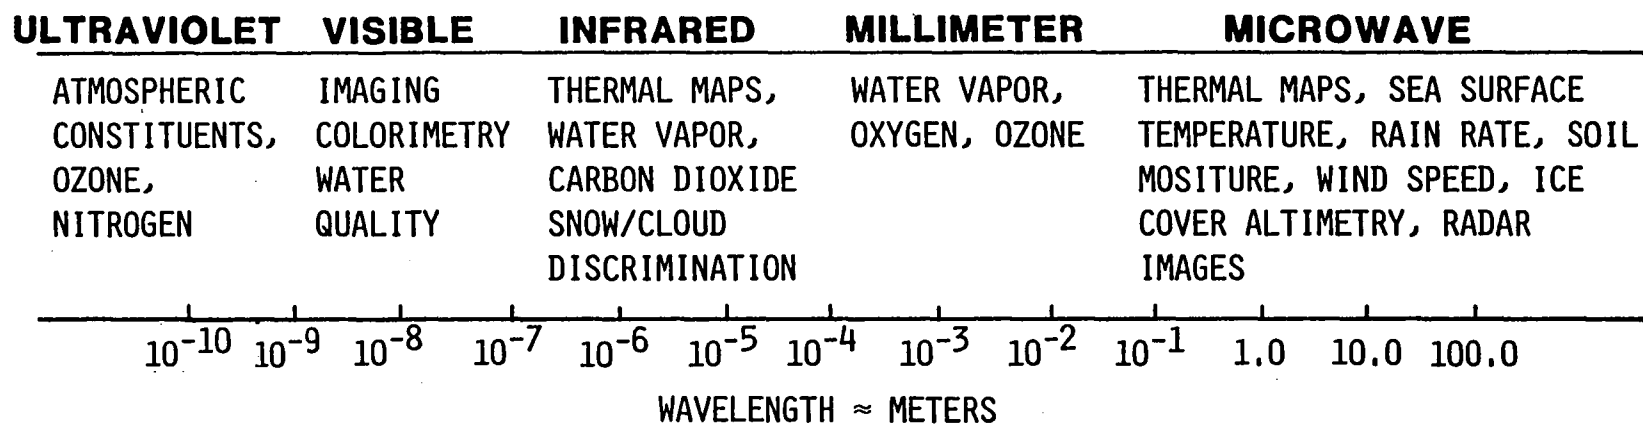 ULTRAVIOLET VISIBLE INFRARED MILLIMETER MICROWAVE
ATMOSPHERIC IMAGING THERMAL MAPS, WATER VAPOR, THERMAL MAPS, SEA SURFACE
CONSTITUENTS, COLORIMETRY WATER VAPOR, OXYGEN, OZONE TEMPERATURE, RAIN RATE, SOIL
OZONE, WATER CARBON DIOXIDE MOSITURE, WIND SPEED, ICE
NITROGEN QUALITY SNOW/CLOUD COVER ALTIMETRY, RADAR
DISCRIMINATION IMAGES
10⁻¹⁰ 10⁻⁹ 10⁻⁸ 10⁻⁷ 10⁻⁶ 10⁻⁵ 10⁻⁴ 10⁻³ 10⁻² 10⁻¹ 1.0 10.0 100.0
WAVELENGTH ≈ METERS